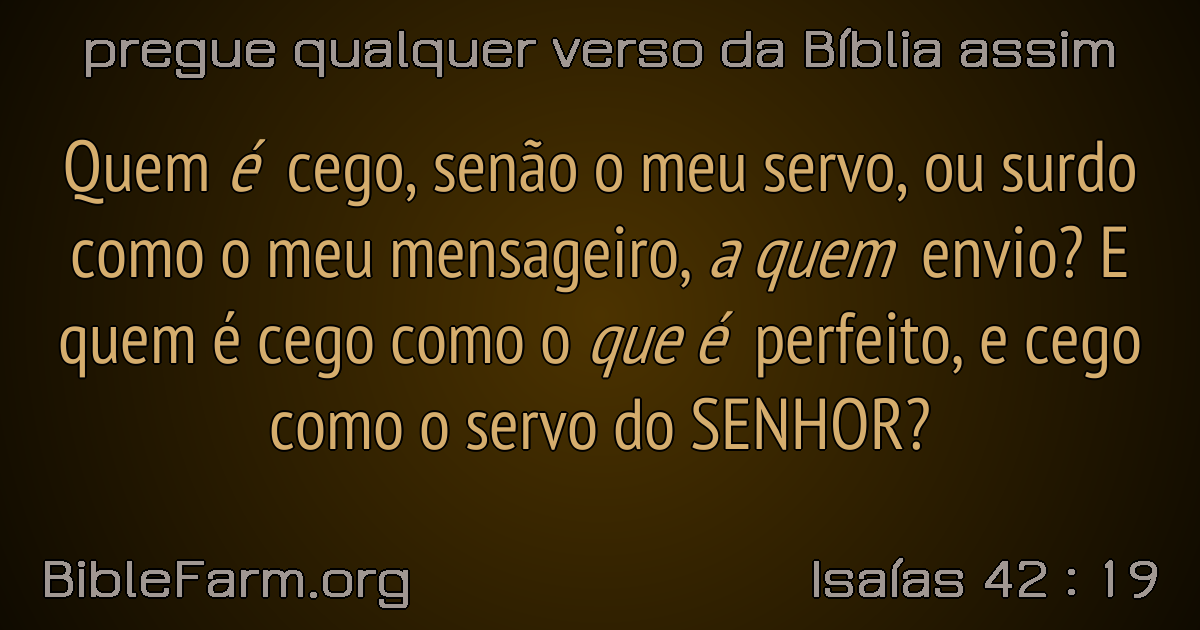 pregue qualquer verso da Bíblia assim
Quem é cego, senão o meu servo, ou surdo
como o meu mensageiro, a quem envio? E
quem é cego como o que é perfeito, e cego
como o servo do SENHOR?
BibleFarm.org
Isaías 42 : 19